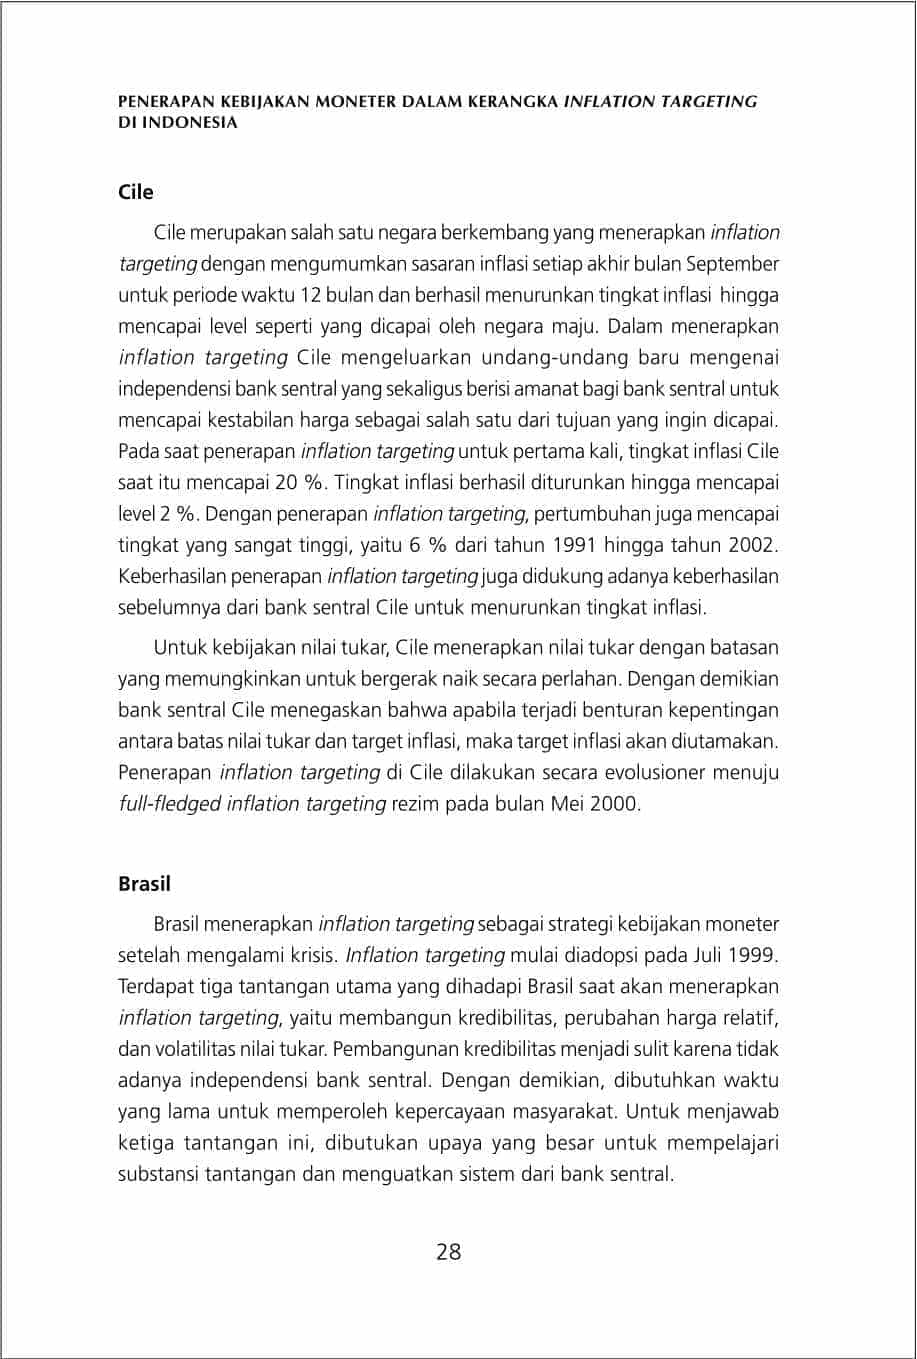 PENERAPAN KEBIJAKAN MONETER DALAM KERANGKA INFLATION TARGETING
DI INDONESIA
Cile
Cile merupakan salah satu negara berkembang yang menerapkan inflation
targeting dengan mengumumkan sasaran inflasi setiap akhir bulan September
untuk periode waktu 12 bulan dan berhasil menurunkan tingkat inflasi hingga
mencapai level seperti yang dicapai oleh negara maju. Dalam menerapkan
inflation targeting Cile mengeluarkan undang-undang baru mengenai
independensi bank sentral yang sekaligus berisi amanat bagi bank sentral untuk
mencapai kestabilan harga sebagai salah satu dari tujuan yang ingin dicapai.
Pada saat penerapan inflation targeting untuk pertama kali, tingkat inflasi Cile
saat itu mencapai 20 %. Tingkat inflasi berhasil diturunkan hingga mencapai
level 2 %. Dengan penerapan inflation targeting, pertumbuhan juga mencapai
tingkat yang sangat tinggi, yaitu 6 % dari tahun 1991 hingga tahun 2002.
Keberhasilan penerapan inflation targeting juga didukung adanya keberhasilan
sebelumnya dari bank sentral Cile untuk menurunkan tingkat inflasi.
Untuk kebijakan nilai tukar, Cile menerapkan nilai tukar dengan batasan
yang memungkinkan untuk bergerak naik secara perlahan. Dengan demikian
bank sentral Cile menegaskan bahwa apabila terjadi benturan kepentingan
antara batas nilai tukar dan target inflasi, maka target inflasi akan diutamakan.
Penerapan inflation targeting di Cile dilakukan secara evolusioner menuju
full-fledged inflation targeting rezim pada bulan Mei 2000.
Brasil
Brasil menerapkan inflation targeting sebagai strategi kebijakan moneter
setelah mengalami krisis. Inflation targeting mulai diadopsi pada Juli 1999.
Terdapat tiga tantangan utama yang dihadapi Brasil saat akan menerapkan
inflation targeting, yaitu membangun kredibilitas, perubahan harga relatif,
dan volatilitas nilai tukar. Pembangunan kredibilitas menjadi sulit karena tidak
adanya independensi bank sentral. Dengan demikian, dibutuhkan waktu
yang lama untuk memperoleh kepercayaan masyarakat. Untuk menjawab
ketiga tantangan ini, dibutukan upaya yang besar untuk mempelajari
substansi tantangan dan menguatkan sistem dari bank sentral.
28